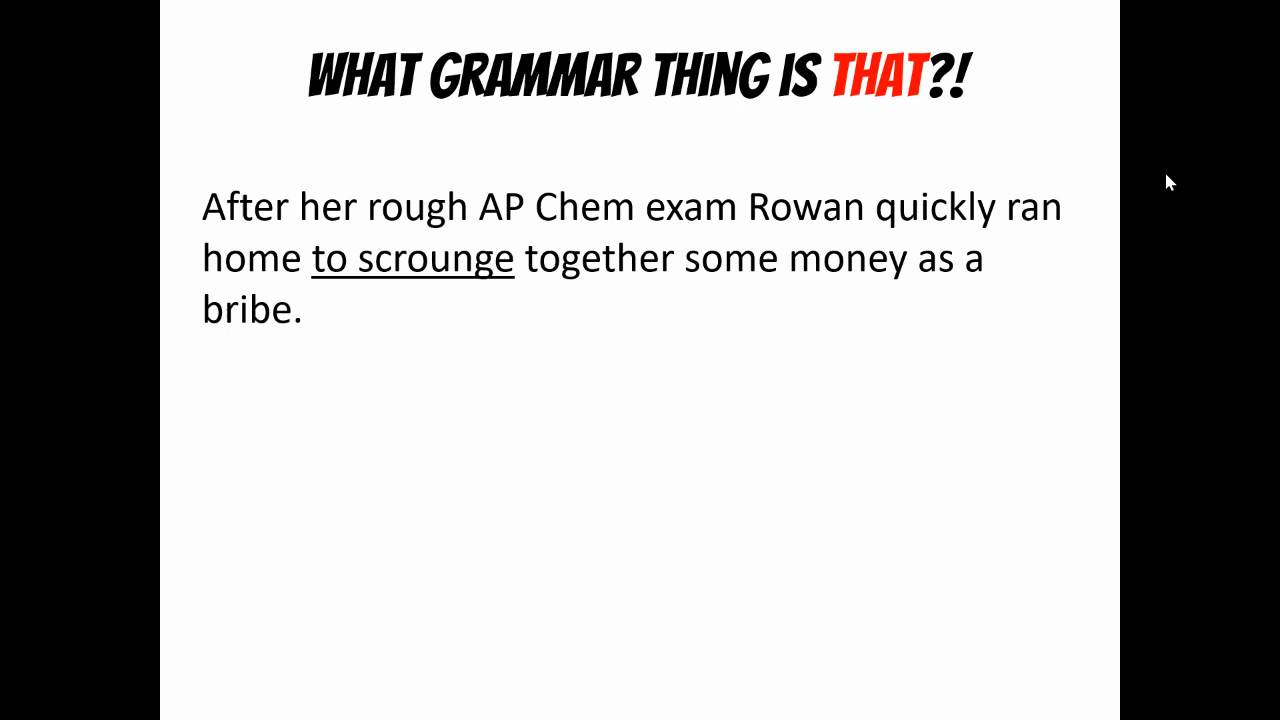 WHAT GRAMMAR THING IS THAT?!
After her rough AP Chem exam Rowan quickly ran
home to scrounge together some money as a
bribe.